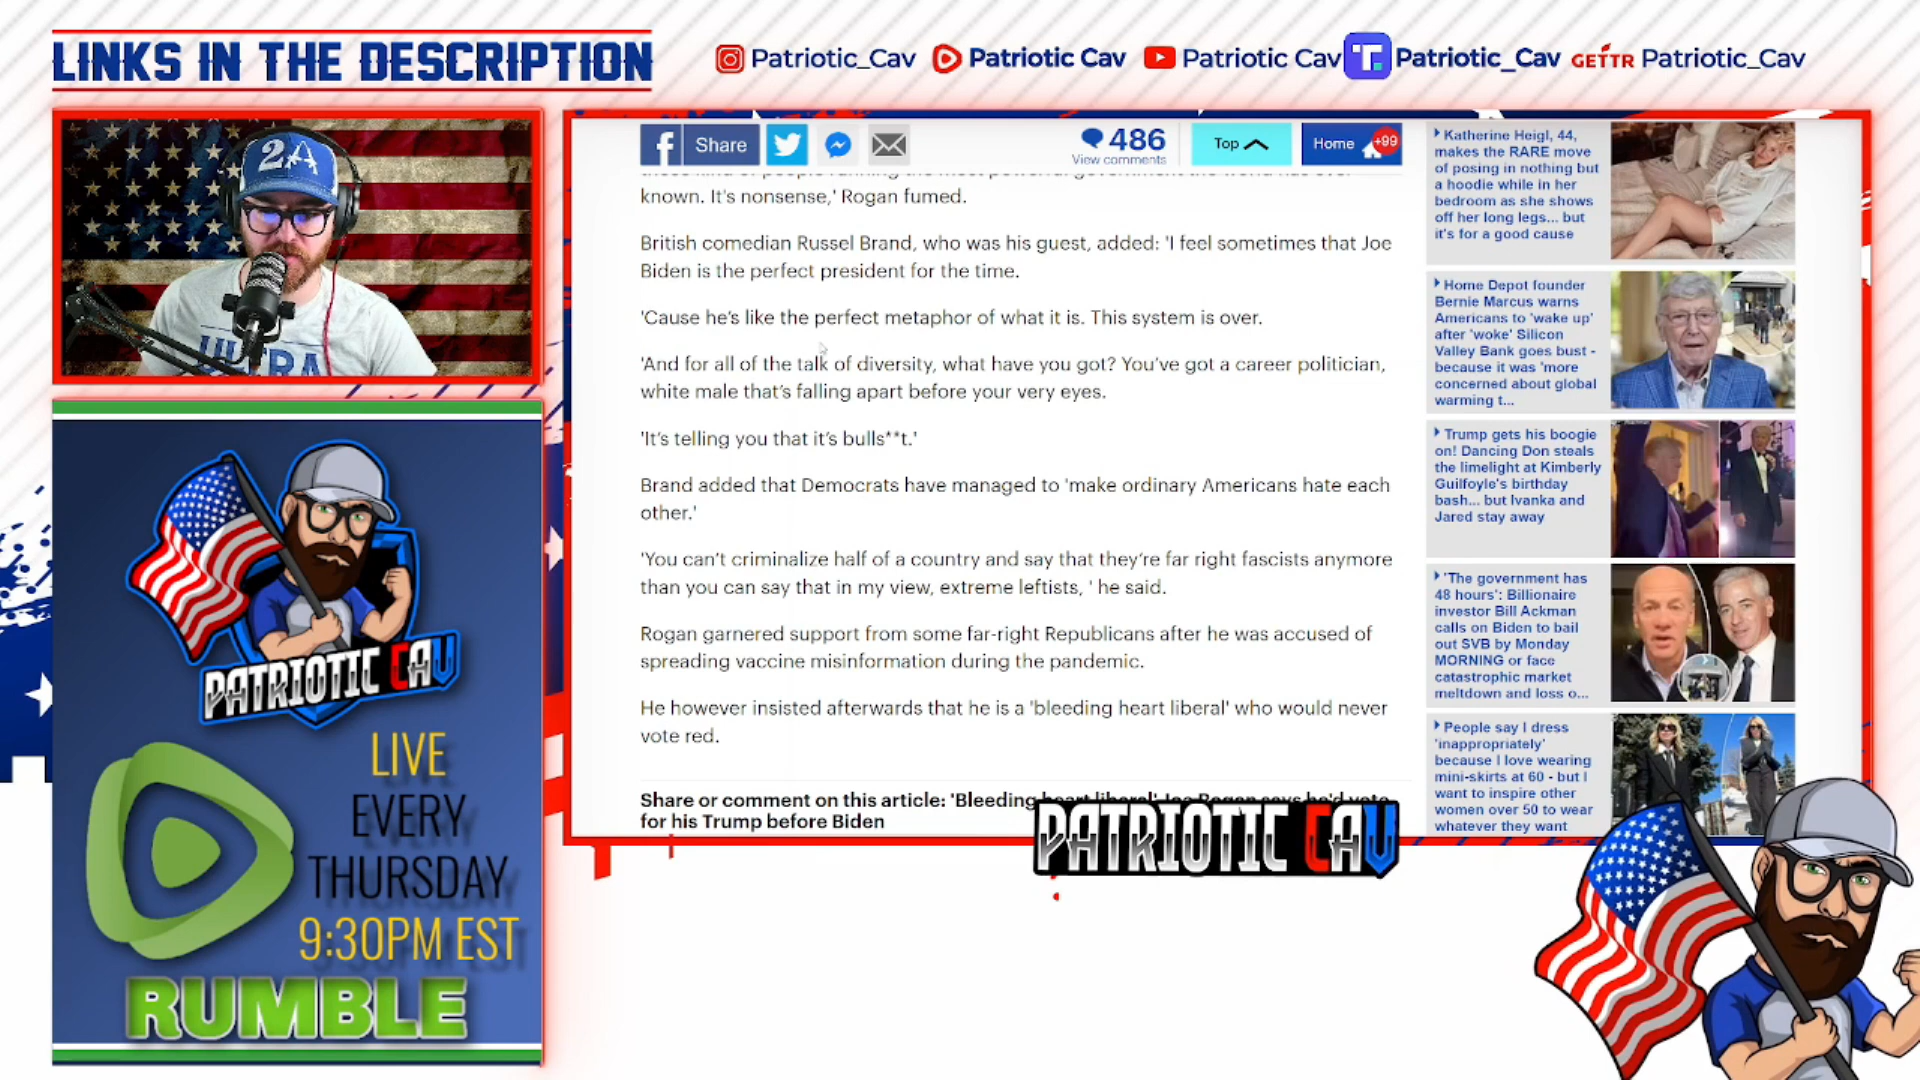 LINKS IN THE DESCRIPTION
Patriotic_Cav
Patriotic Cav
Patriotic Cav
Patriotic_Cav
GETTR Patriotic_Cav
2A
ULTRA
f Share
486
View comments
Top
Home
+99
known. It's nonsense,' Rogan fumed.
British comedian Russel Brand, who was his guest, added: 'I feel sometimes that Joe
Biden is the perfect president for the time.
'Cause he's like the perfect metaphor of what it is. This system is over.
'And for all of the talk of diversity, what have you got? You've got a career politician,
white male that's falling apart before your very eyes.
'It's telling you that it's bulls**t.'
Brand added that Democrats have managed to 'make ordinary Americans hate each
other.'
'You can't criminalize half of a country and say that they're far right fascists anymore
than you can say that in my view, extreme leftists, ' he said.
Rogan garnered support from some far-right Republicans after he was accused of
spreading vaccine misinformation during the pandemic.
He however insisted afterwards that he is a 'bleeding heart liberal' who would never
vote red.
Share or comment on this article: 'Bleeding heart liberal' Joe Rogan says he'd vote
for his Trump before Biden
Katherine Heigl, 44,
makes the RARE move
of posing in nothing but
a hoodie while in her
bedroom as she shows
off her long legs... but
it's for a good cause
Home Depot founder
Bernie Marcus warns
Americans to 'wake up'
after 'woke' Silicon
Valley Bank goes bust -
because it was 'more
concerned about global
warming t...
Trump gets his boogie
on! Dancing Don steals
the limelight at Kimberly
Guilfoyle's birthday
bash... but Ivanka and
Jared stay away
'The government has
48 hours': Billionaire
investor Bill Ackman
calls on Biden to bail
out SVB by Monday
MORNING or face
catastrophic market
meltdown and loss o...
People say I dress
'inappropriately'
because I love wearing
mini-skirts at 60 - but I
want to inspire other
women over 50 to wear
whatever they want
PATRIOTIC CAV
LIVE
EVERY
THURSDAY
9:30PM EST
RUMBLE
PATRIOTIC CAV